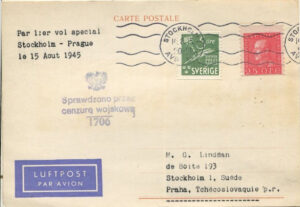 CARTE POSTALE
Par 1:er vol special
Stockholm - Prague
le 15 Aout 1945
STOCKHOLM
SVERIGE
Sprawdzono przez
cenzurę wojskową
1706
LUFTPOST
PAR AVION
M. G. Lindman
de Boite 193
Stockholm 1, Suède
Praha, Tchécoslovaquie p.r.